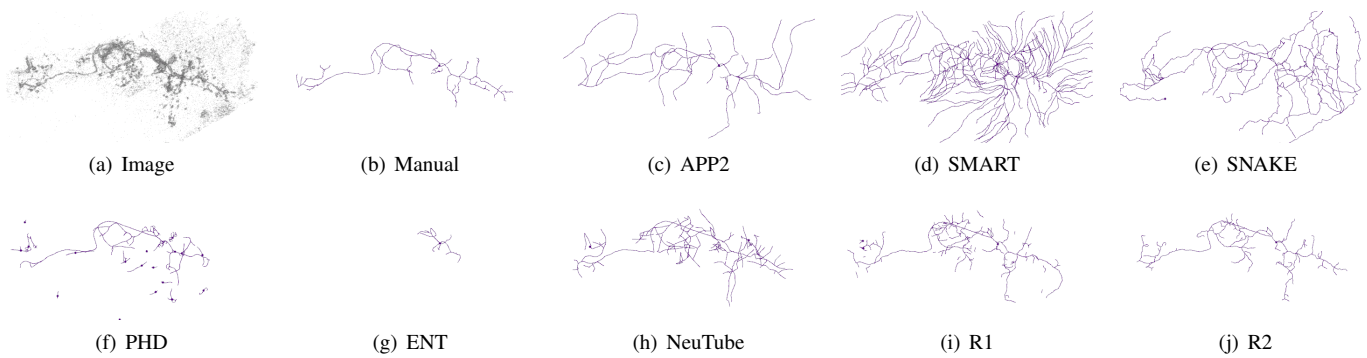 (a) Image
(b) Manual
(c) APP2
(d) SMART
(e) SNAKE
(f) PHD
(g) ENT
(h) NeuTube
(i) R1
(j) R2